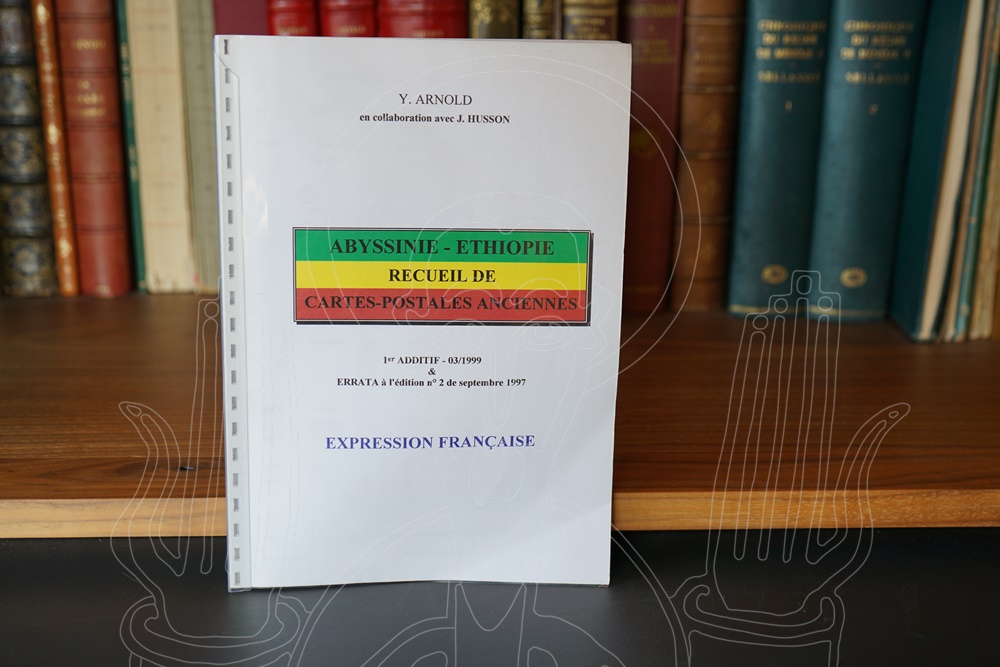 Y. ARNOLD
en collaboration avec J. HUSSON
ABYSSINIE - ETHIOPIE
RECUEIL DE
CARTES-POSTALES ANCIENNES
1er ADDITIF - 03/1999
&
ERRATA à l'édition n° 2 de septembre 1997
EXPRESSION FRANÇAISE
CHRONIQUE